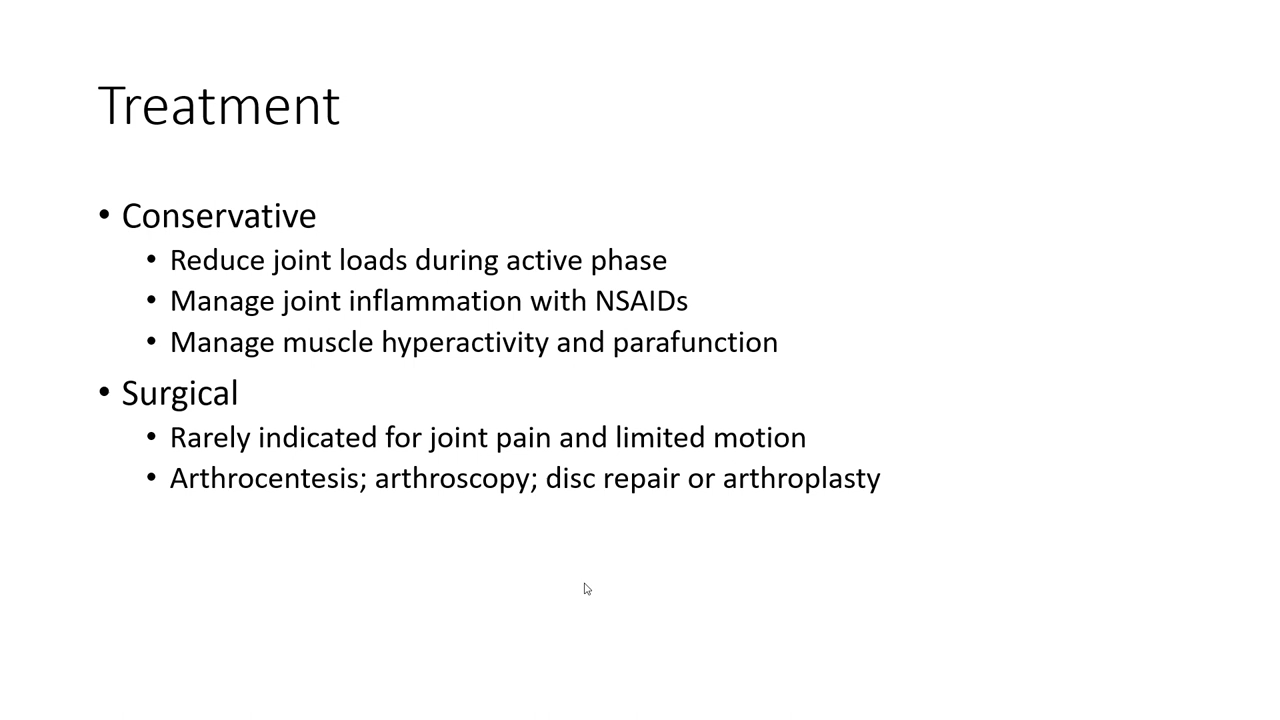 Treatment
• Conservative
• Reduce joint loads during active phase
• Manage joint inflammation with NSAIDs
• Manage muscle hyperactivity and parafunction
• Surgical
• Rarely indicated for joint pain and limited motion
• Arthrocentesis; arthroscopy; disc repair or arthroplasty